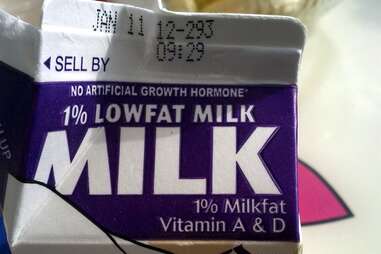 JAN 11 12-293
09:29
◄ SELL BY
NO ARTIFICIAL GROWTH HORMONE*
1% LOWFAT MILK
MILK
1% Milkfat
Vitamin A & D
UP